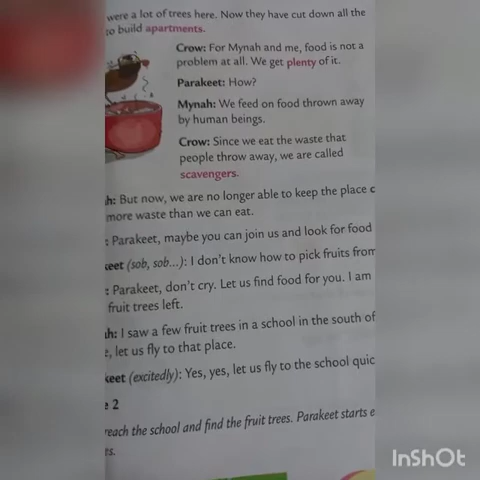 were a lot of trees here. Now they have cut down all the
to build apartments.
Crow: For Mynah and me, food is not a
problem at all. We get plenty of it.
Parakeet: How?
Mynah: We feed on food thrown away
by human beings.
Crow: Since we eat the waste that
people throw away, we are called
scavengers.
ah: But now, we are no longer able to keep the place c
more waste than we can eat.
: Parakeet, maybe you can join us and look for food
keet (sob, sob...): I don't know how to pick fruits from
: Parakeet, don't cry. Let us find food for you. I am
fruit trees left.
ah: I saw a few fruit trees in a school in the south of
e, let us fly to that place.
keet (excitedly): Yes, yes, let us fly to the school quic
e 2
reach the school and find the fruit trees. Parakeet starts e
es.
InShOt